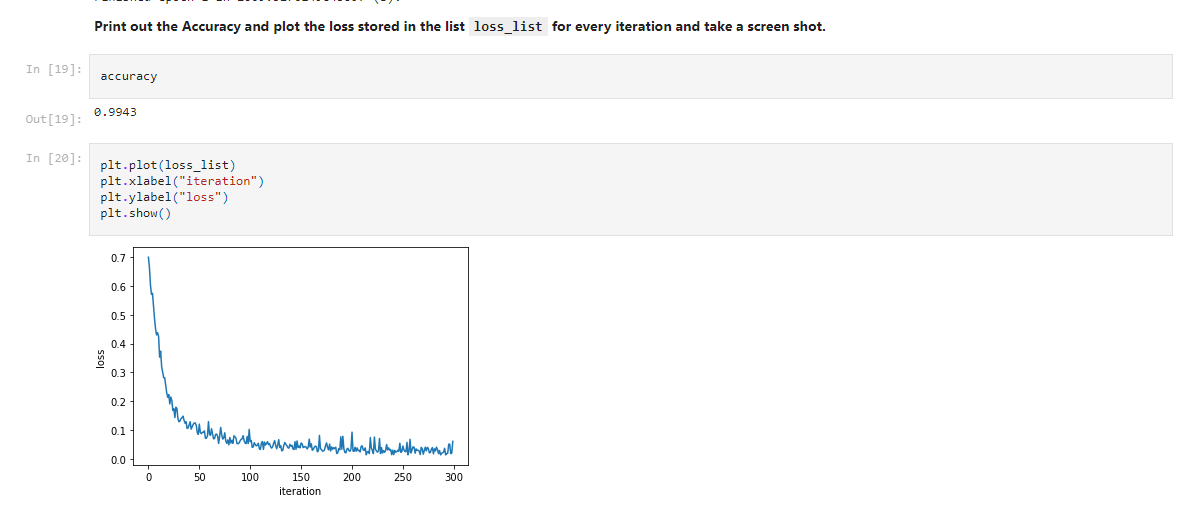 Print out the Accuracy and plot the loss stored in the list loss_list for every iteration and take a screen shot.
In [19]:
accuracy
Out[19]:
0.9943
In [20]:
plt.plot(loss_list)
plt.xlabel("iteration")
plt.ylabel("loss")
plt.show()
0.7
0.6
0.5
0.4
0.3
0.2
0.1
0.0
loss
0 50 100 150 200 250 300
iteration